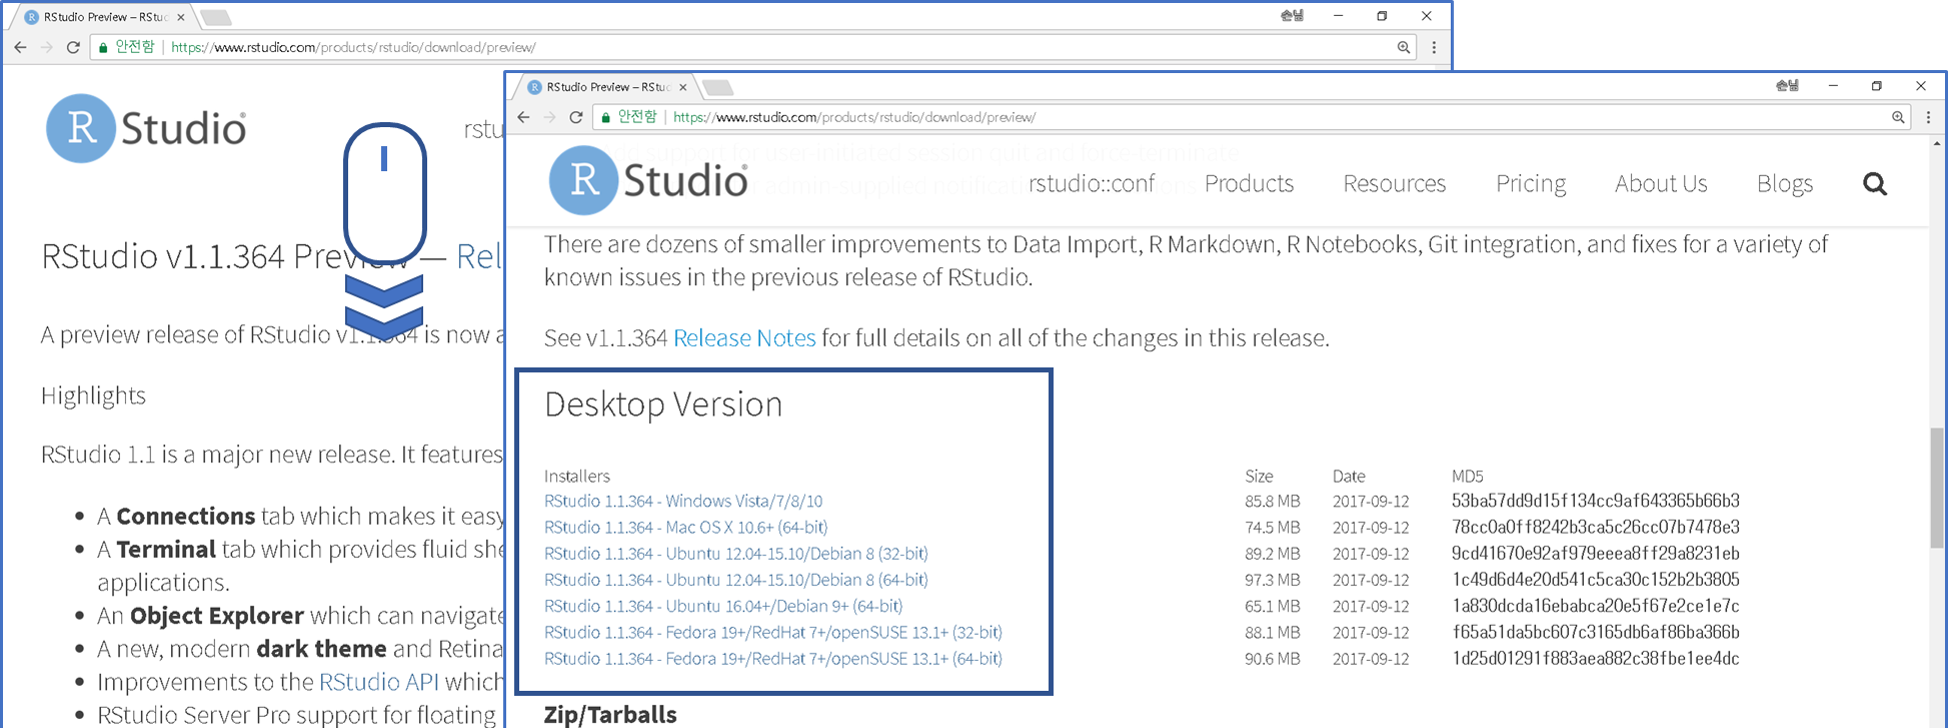 RStudio Preview – RStu
손님
안전함 | https://www.rstudio.com/products/rstudio/download/preview/
R Studio
rstu
RStudio v1.1.364 Preview — Rel
A preview release of RStudio v1.1.364 is now a
Highlights
RStudio 1.1 is a major new release. It features
• A Connections tab which makes it easy
• A Terminal tab which provides fluid she
applications.
• An Object Explorer which can navigate
• A new, modern dark theme and Retina
• Improvements to the RStudio API which
• RStudio Server Pro support for floating
RStudio Preview – RStu
손님
안전함 | https://www.rstudio.com/products/rstudio/download/preview/
support for user-initiated session quit and force-terminate
admin-supplied
R Studio
rstudio::conf Products Resources Pricing About Us Blogs
There are dozens of smaller improvements to Data Import, R Markdown, R Notebooks, Git integration, and fixes for a variety of
known issues in the previous release of RStudio.
See v1.1.364 Release Notes for full details on all of the changes in this release.
Desktop Version
Installers Size Date MD5
RStudio 1.1.364 - Windows Vista/7/8/10 85.8 MB 2017-09-12 53ba57dd9d15f134cc9af643365b66b3
RStudio 1.1.364 - Mac OS X 10.6+ (64-bit) 74.5 MB 2017-09-12 78cc0a0ff8242b3ca5c26cc07b7478e3
RStudio 1.1.364 - Ubuntu 12.04-15.10/Debian 8 (32-bit) 89.2 MB 2017-09-12 9cd41670e92af979eeea8ff29a8231eb
RStudio 1.1.364 - Ubuntu 12.04-15.10/Debian 8 (64-bit) 97.3 MB 2017-09-12 1c49d6d4e20d541c5ca30c152b2b3805
RStudio 1.1.364 - Ubuntu 16.04+/Debian 9+ (64-bit) 65.1 MB 2017-09-12 1a830dcda16ebabca20e5f67e2ce1e7c
RStudio 1.1.364 - Fedora 19+/RedHat 7+/openSUSE 13.1+ (32-bit) 88.1 MB 2017-09-12 f65a51da5bc607c3165db6af86ba366b
RStudio 1.1.364 - Fedora 19+/RedHat 7+/openSUSE 13.1+ (64-bit) 90.6 MB 2017-09-12 1d25d01291f883aea882c38fbe1ee4dc
Zip/Tarballs